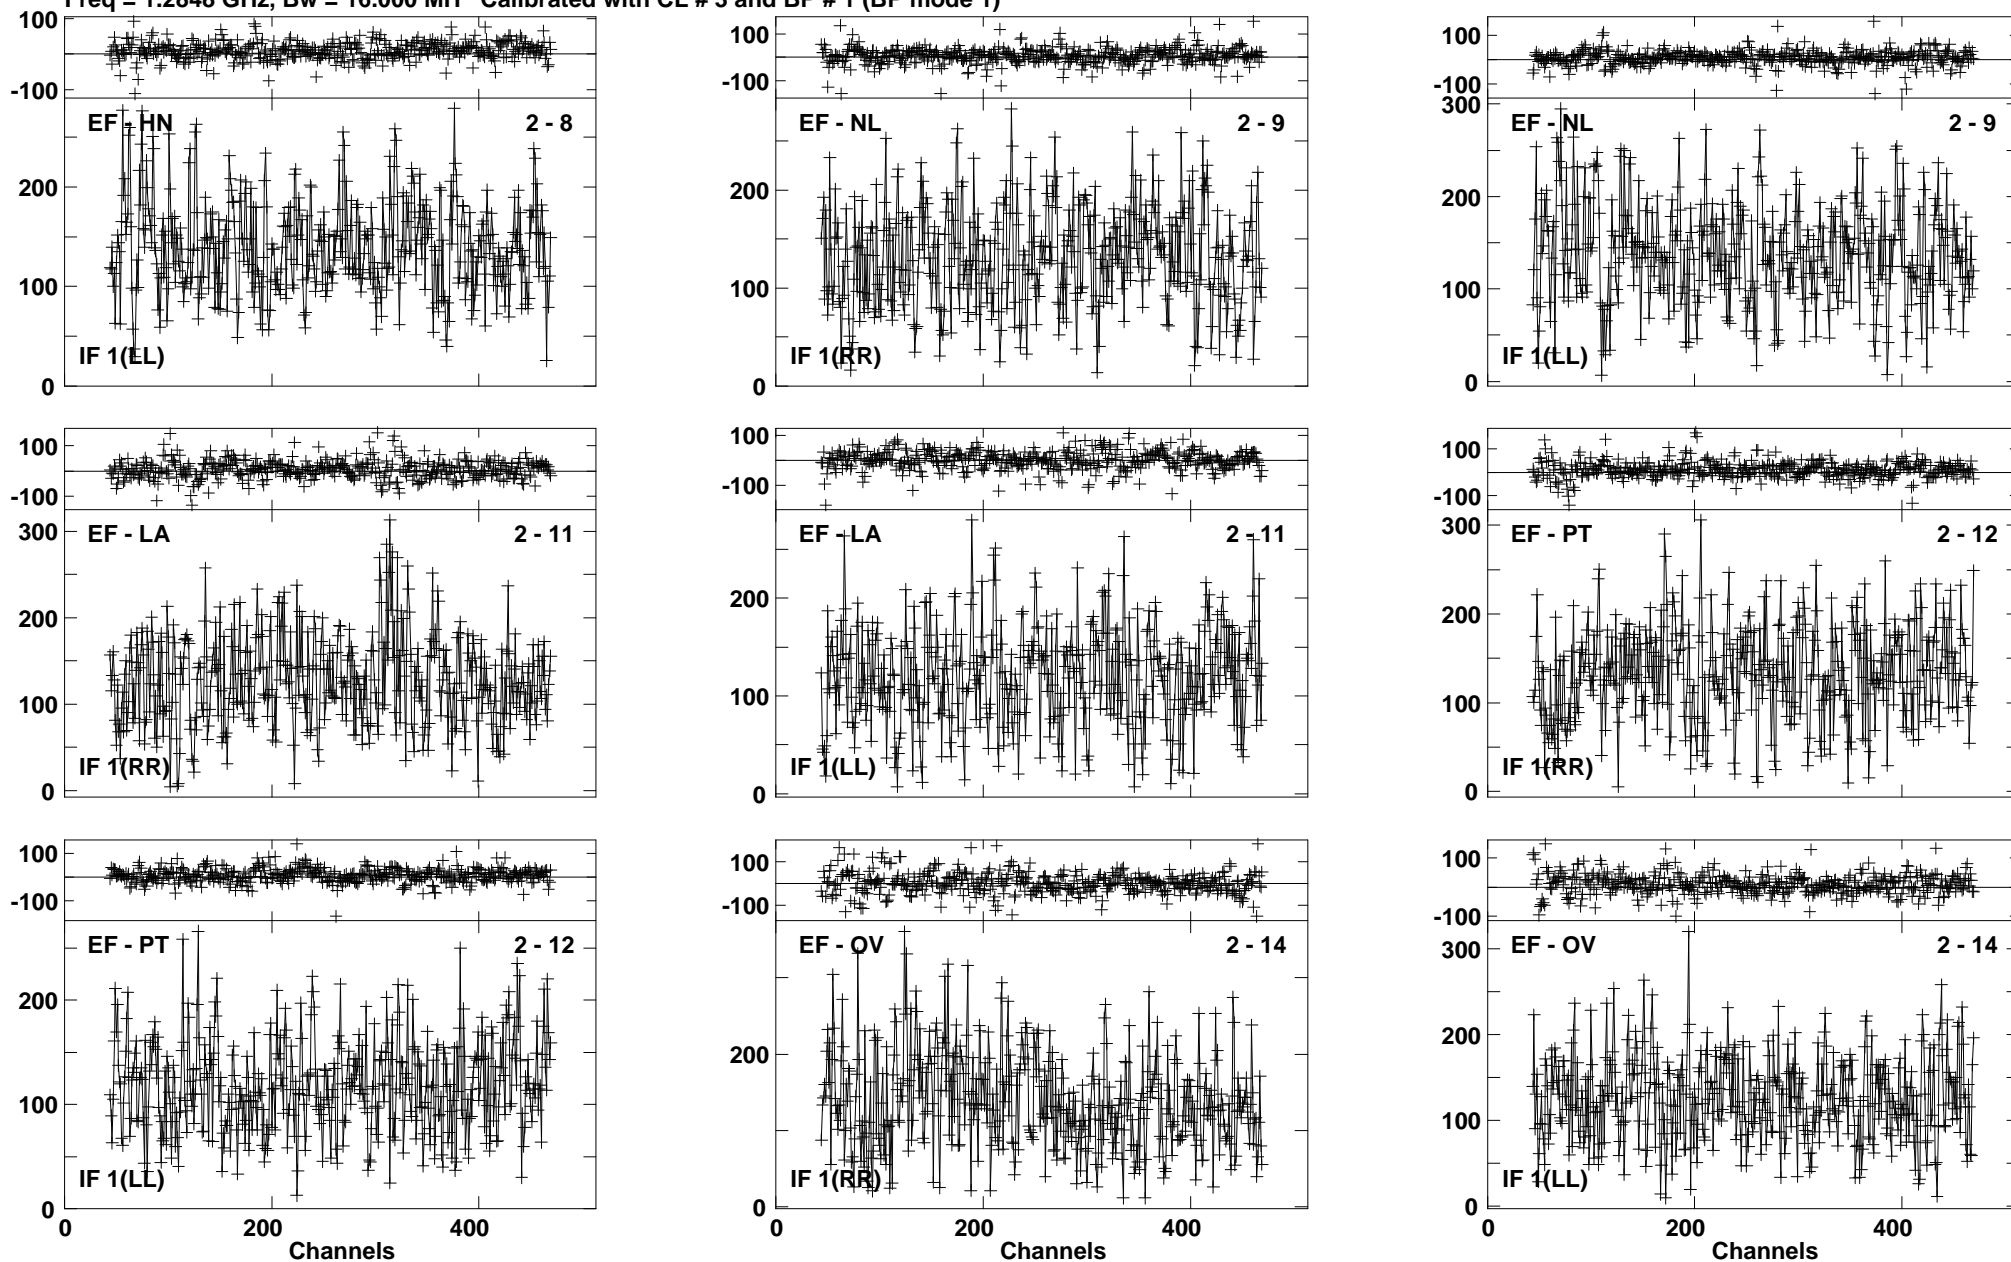 Freq = 1.2848 GHz, Bw = 16.000 MH Calibrated with CL # 3 and BP # 1 (BP mode 1)
100
-100
EF - HN 2 - 8
200
100
0
IF 1(LL)
100
-100
EF - NL 2 - 9
200
100
0
IF 1(RR)
100
-100
300
EF - NL 2 - 9
200
100
0
IF 1(LL)
100
-100
300
EF - LA 2 - 11
200
100
0
IF 1(RR)
100
-100
EF - LA 2 - 11
200
100
0
IF 1(LL)
100
-100
300
EF - PT 2 - 12
200
100
0
IF 1(RR)
100
-100
EF - PT 2 - 12
200
100
0
IF 1(LL)
0 200 400
Channels
100
-100
EF - OV 2 - 14
200
0
IF 1(RR)
200 400
Channels
100
-100
300
EF - OV 2 - 14
200
100
0
IF 1(LL)
0 200 400
Channels